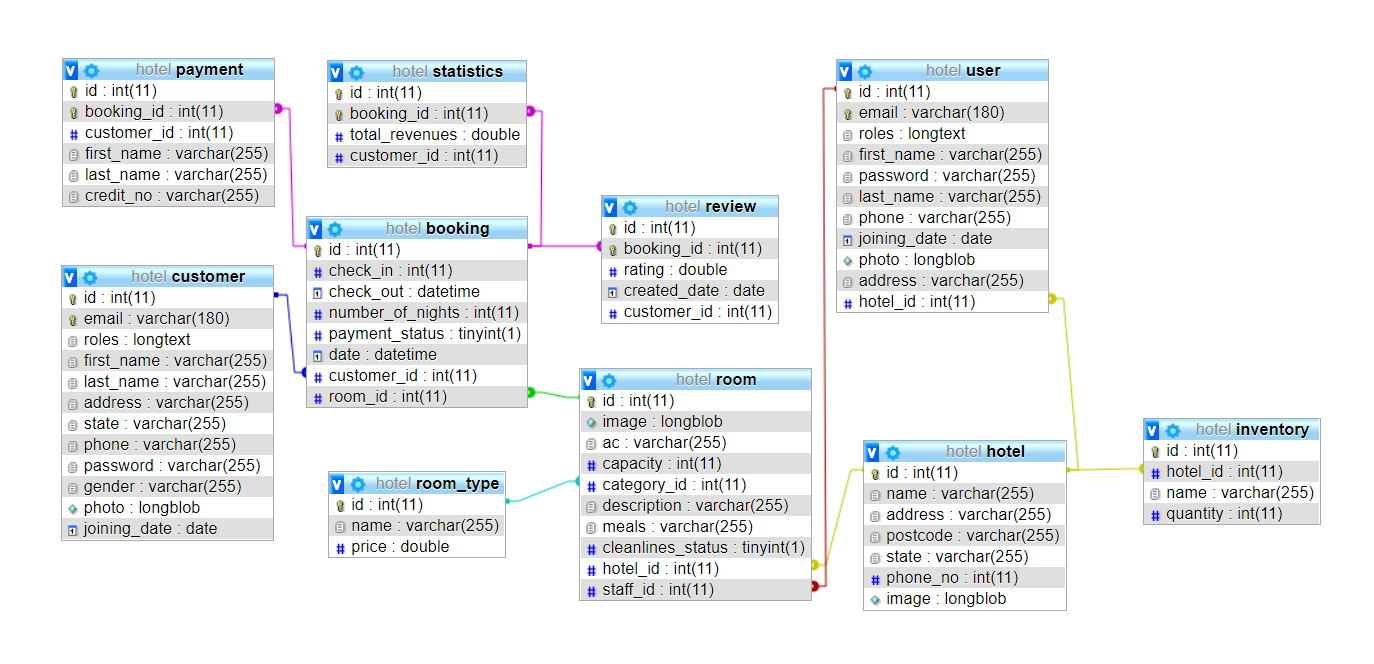 hotel payment
id : int(11)
booking_id : int(11)
customer_id : int(11)
first_name : varchar(255)
last_name : varchar(255)
credit_no : varchar(255)
hotel statistics
id : int(11)
booking_id : int(11)
total_revenues : double
customer_id : int(11)
hotel user
id : int(11)
email : varchar(180)
roles : longtext
first_name : varchar(255)
password : varchar(255)
last_name : varchar(255)
phone : varchar(255)
joining_date : date
photo : longblob
address : varchar(255)
hotel_id : int(11)
hotel review
id : int(11)
booking_id : int(11)
rating : double
created_date : date
customer_id : int(11)
hotel booking
id : int(11)
check_in : int(11)
check_out : datetime
number_of_nights : int(11)
payment_status : tinyint(1)
date : datetime
customer_id : int(11)
room_id : int(11)
hotel customer
id : int(11)
email : varchar(180)
roles : longtext
first_name : varchar(255)
last_name : varchar(255)
address : varchar(255)
state : varchar(255)
phone : varchar(255)
password : varchar(255)
gender : varchar(255)
photo : longblob
joining_date : date
hotel room
id : int(11)
image : longblob
ac : varchar(255)
capacity : int(11)
category_id : int(11)
description : varchar(255)
meals : varchar(255)
cleanlines_status : tinyint(1)
hotel_id : int(11)
staff_id : int(11)
hotel room_type
id : int(11)
name : varchar(255)
price : double
hotel hotel
id : int(11)
name : varchar(255)
address : varchar(255)
postcode : varchar(255)
state : varchar(255)
phone_no : int(11)
image : longblob
hotel inventory
id : int(11)
hotel_id : int(11)
name : varchar(255)
quantity : int(11)